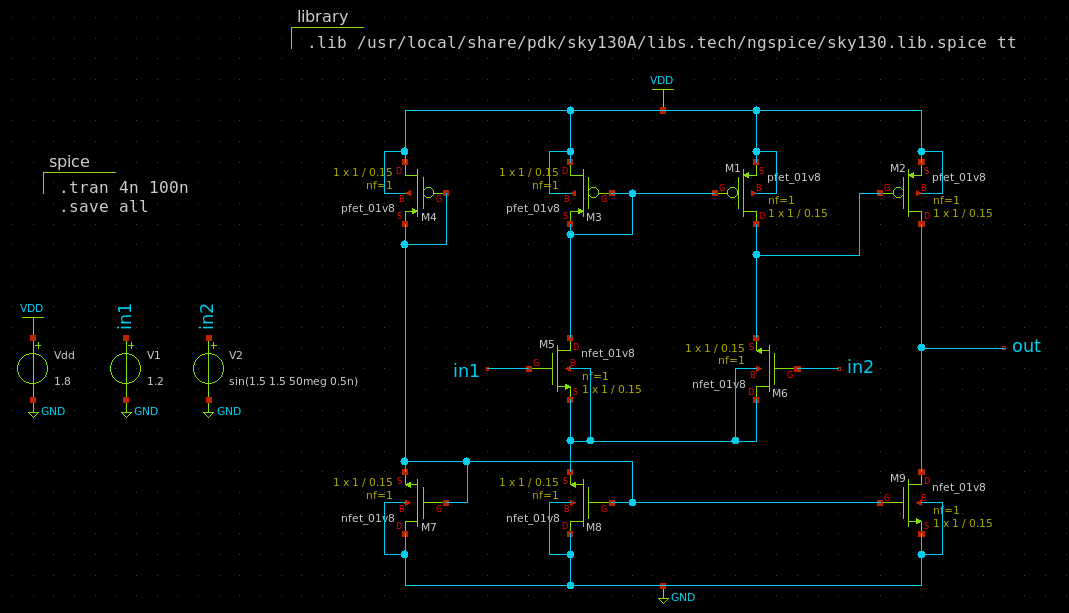 library
.lib /usr/local/share/pdk/sky130A/libs.tech/ngspice/sky130.lib.spice tt
VDD
spice
.tran 4n 100n
.save all
1 x 1 / 0.15
nf=1
pfet_01v8
D
B
G
S
M4
1 x 1 / 0.15
nf=1
pfet_01v8
D
B
G
S
M3
M1
pfet_01v8
S
G
B
D
nf=1
1 x 1 / 0.15
M2
pfet_01v8
S
G
B
D
nf=1
1 x 1 / 0.15
VDD
+
Vdd
1.8
GND
in1
+
V1
1.2
GND
in2
+
V2
sin(1.5 1.5 50meg 0.5n)
GND
in1
M5
nfet_01v8
D
G
B
S
nf=1
1 x 1 / 0.15
1 x 1 / 0.15
nf=1
nfet_01v8
S
B
G
D
M6
in2
out
1 x 1 / 0.15
nf=1
nfet_01v8
S
B
G
D
M7
1 x 1 / 0.15
nf=1
nfet_01v8
S
B
G
D
M8
M9
nfet_01v8
D
G
B
S
nf=1
1 x 1 / 0.15
GND